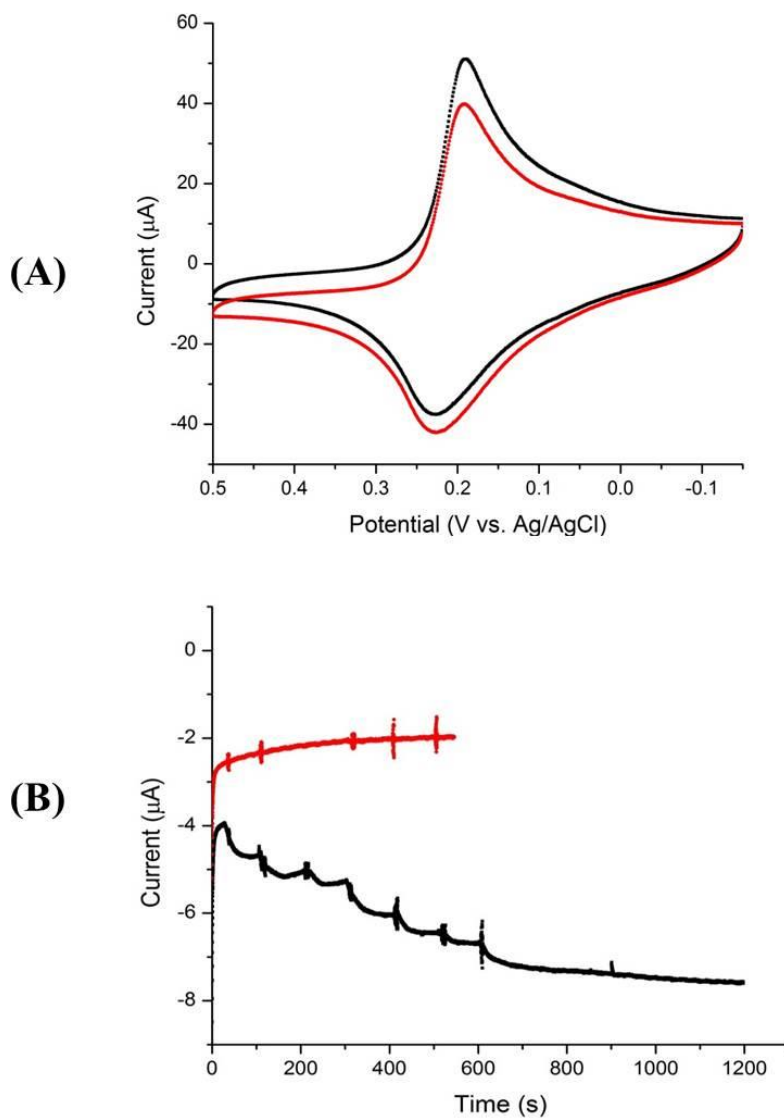 (A)
Current (μA)
60
40
20
0
-20
-40
0.5 0.4 0.3 0.2 0.1 0.0 -0.1
Potential (V vs. Ag/AgCl)
(B)
Current (μA)
0
-2
-4
-6
-8
0 200 400 600 800 1000 1200
Time (s)